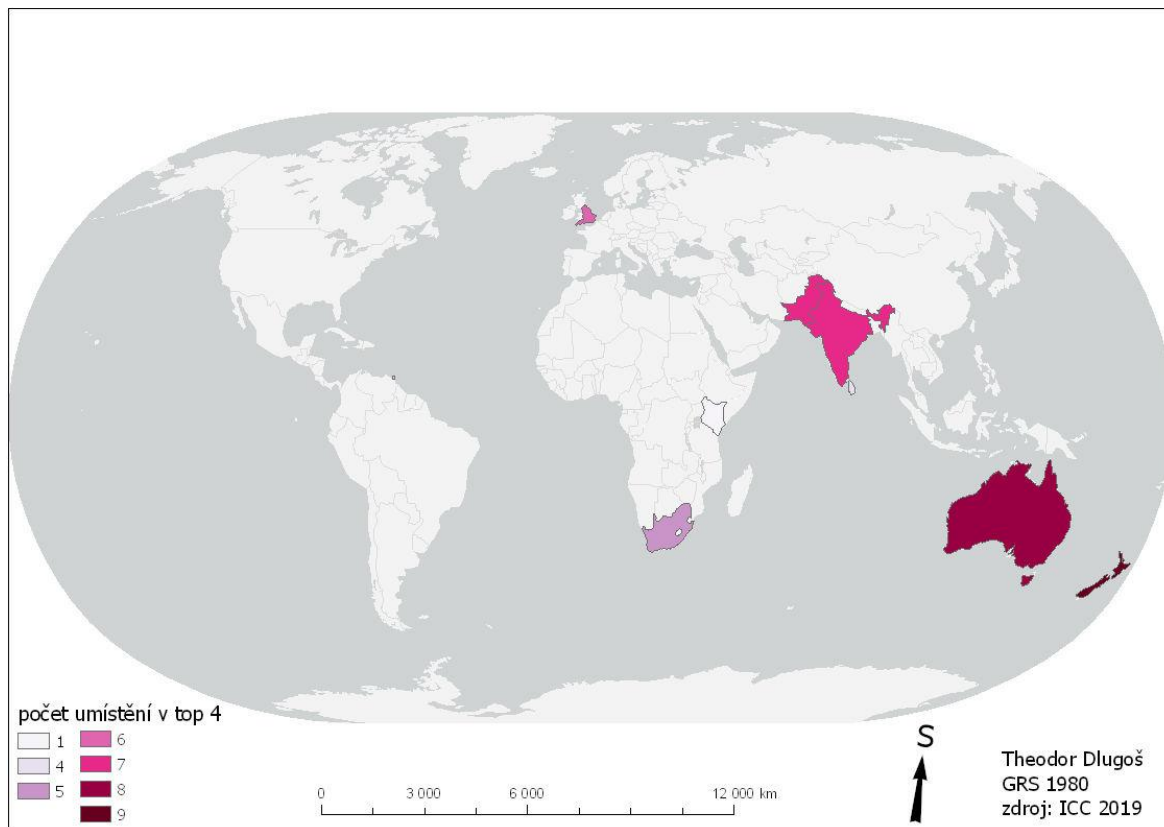 počet umístění v top 4
1
4
5
6
7
8
9
0 3 000 6 000 12 000 km
S
Theodor Dlugoš
GRS 1980
zdroj: ICC 2019